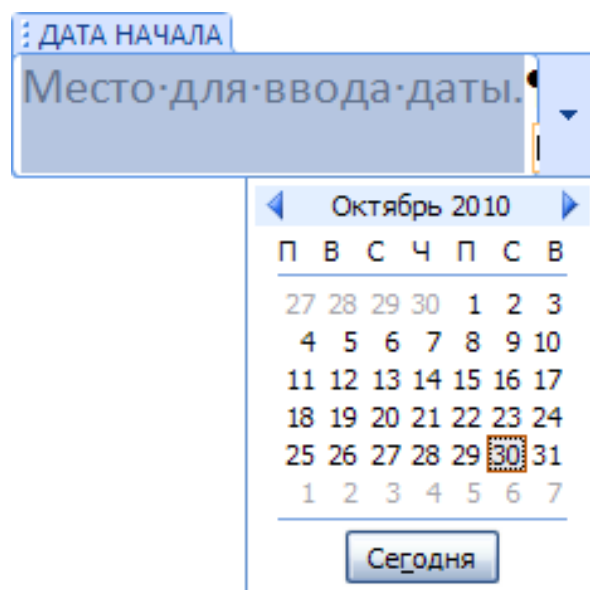 ДАТА НАЧАЛА
Место·для·ввода·даты.
Октябрь 2010
П В С Ч П С В
27 28 29 30 1 2 3
4 5 6 7 8 9 10
11 12 13 14 15 16 17
18 19 20 21 22 23 24
25 26 27 28 29 30 31
1 2 3 4 5 6 7
Сегодня